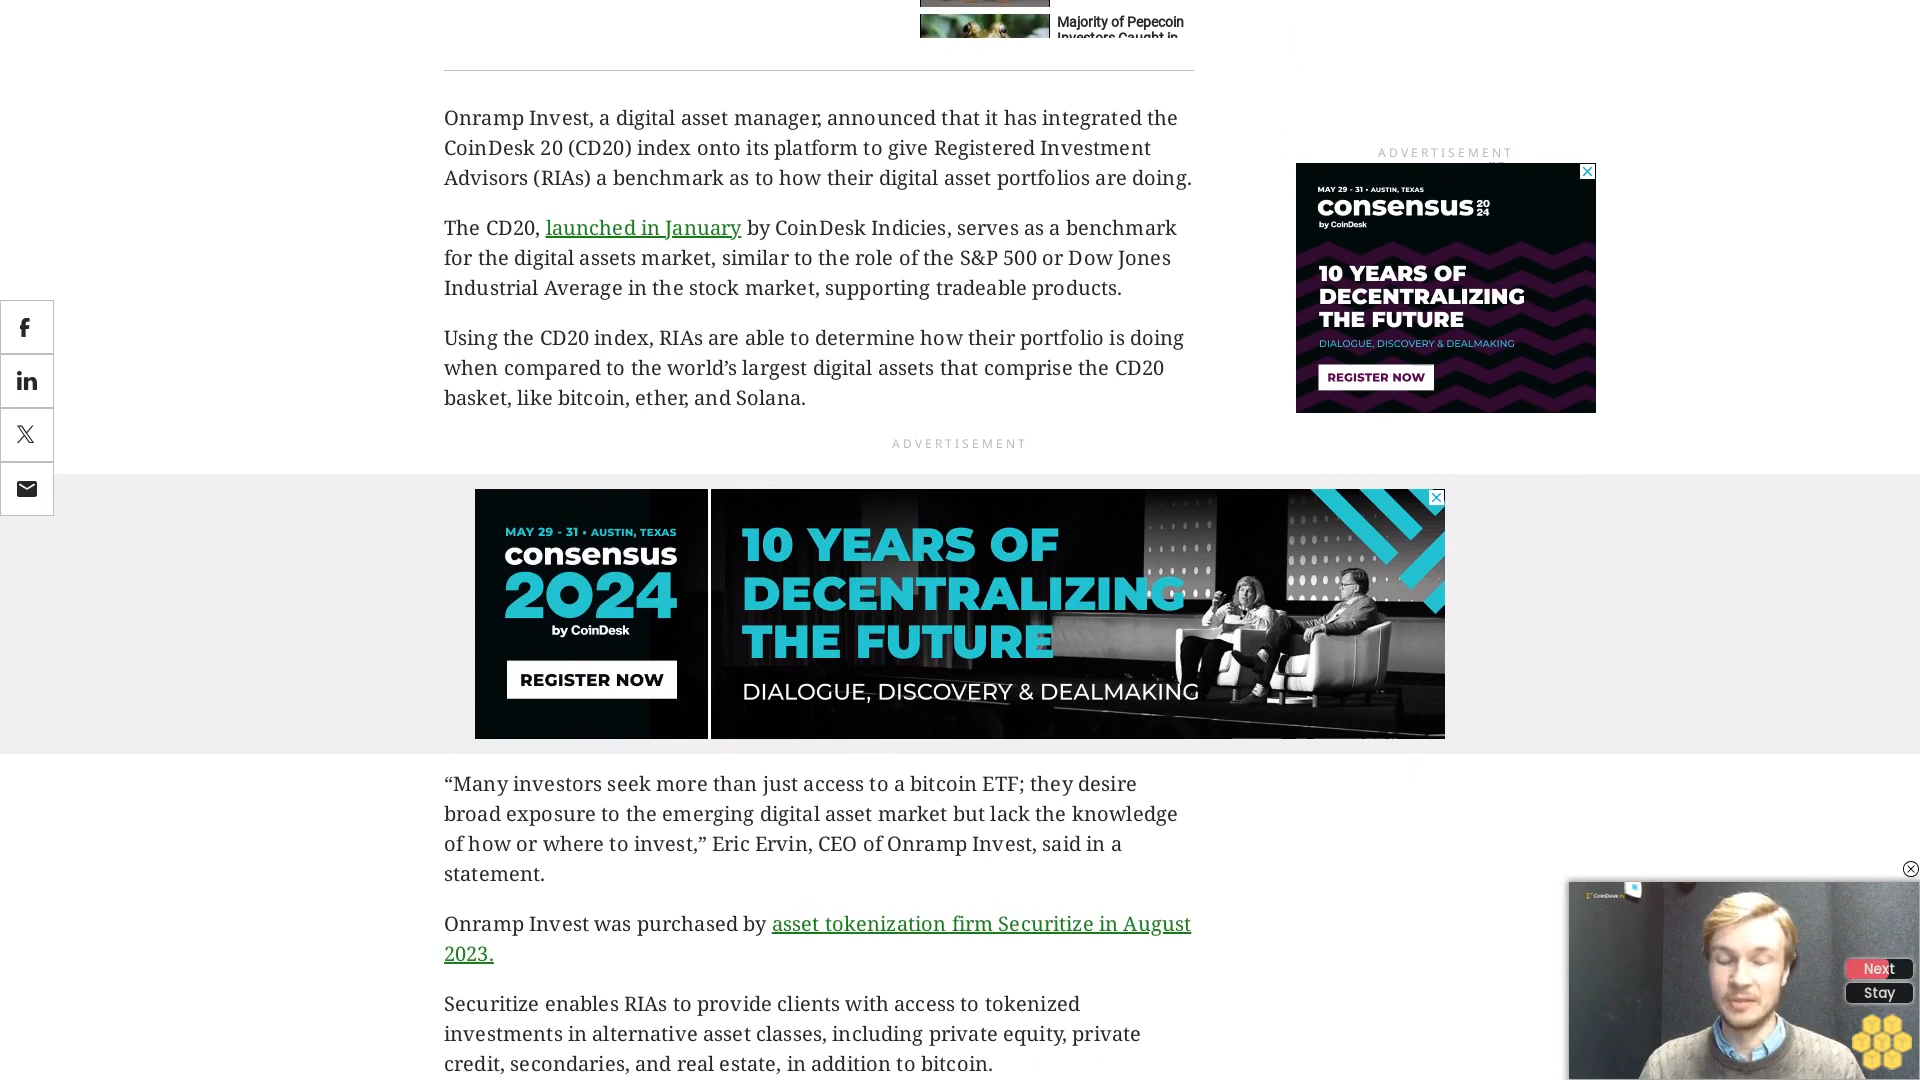 Majority of Pepecoin
Investors Caught in
Onramp Invest, a digital asset manager, announced that it has integrated the
CoinDesk 20 (CD20) index onto its platform to give Registered Investment
Advisors (RIAs) a benchmark as to how their digital asset portfolios are doing.
The CD20, launched in January by CoinDesk Indicies, serves as a benchmark
for the digital assets market, similar to the role of the S&P 500 or Dow Jones
Industrial Average in the stock market, supporting tradeable products.
Using the CD20 index, RIAs are able to determine how their portfolio is doing
when compared to the world’s largest digital assets that comprise the CD20
basket, like bitcoin, ether, and Solana.
ADVERTISEMENT
MAY 29 - 31 • AUSTIN, TEXAS
consensus 20
24
by CoinDesk
10 YEARS OF
DECENTRALIZING
THE FUTURE
DIALOGUE, DISCOVERY & DEALMAKING
REGISTER NOW
ADVERTISEMENT
MAY 29 - 31 • AUSTIN, TEXAS
consensus
2024
by CoinDesk
REGISTER NOW
10 YEARS OF
DECENTRALIZING
THE FUTURE
DIALOGUE, DISCOVERY & DEALMAKING
“Many investors seek more than just access to a bitcoin ETF; they desire
broad exposure to the emerging digital asset market but lack the knowledge
of how or where to invest,” Eric Ervin, CEO of Onramp Invest, said in a
statement.
Onramp Invest was purchased by asset tokenization firm Securitize in August
2023.
Securitize enables RIAs to provide clients with access to tokenized
investments in alternative asset classes, including private equity, private
credit, secondaries, and real estate, in addition to bitcoin.
CoinDesk tv
Next
Stay